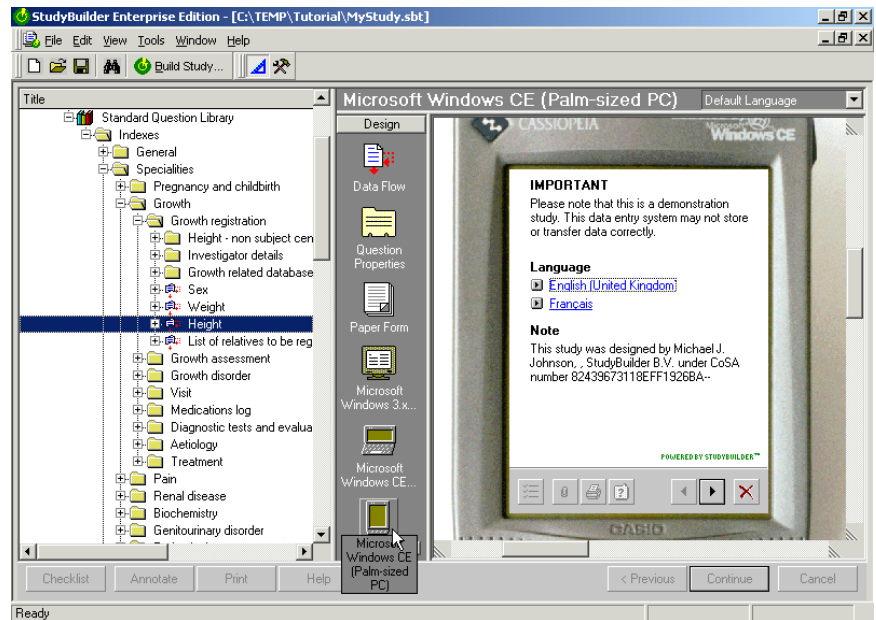 StudyBuilder Enterprise Edition - [C:\TEMP\Tutorial\MyStudy.sbt]
File Edit View Tools Window Help
Build Study...
Title
Standard Question Library
Indexes
General
Specialities
Pregnancy and childbirth
Growth
Growth registration
Height - non subject cen
Investigator details
Growth related database
Sex
Weight
Height
List of relatives to be reg
Growth assessment
Growth disorder
Visit
Medications log
Diagnostic tests and evalua
Aetiology
Treatment
Pain
Renal disease
Biochemistry
Genitourinary disorder
Microsoft Windows CE (Palm-sized PC) Default Language
Design
Data Flow
Question
Properties
Paper Form
Microsoft
Windows 3.x...
Microsoft
Windows CE...
Microsoft
Windows CE
(Palm-sized
PC)
CASSIOPEIA
Microsoft
Windows CE
IMPORTANT
Please note that this is a demonstration
study. This data entry system may not store
or transfer data correctly.
Language
English (United Kingdom)
Français
Note
This study was designed by Michael J.
Johnson, , StudyBuilder B.V. under CoSA
number 82439673118EFF1926BA--
POWERED BY STUDYBUILDER™
CASIO
Checklist Annotate Print Help < Previous Continue Cancel
Ready